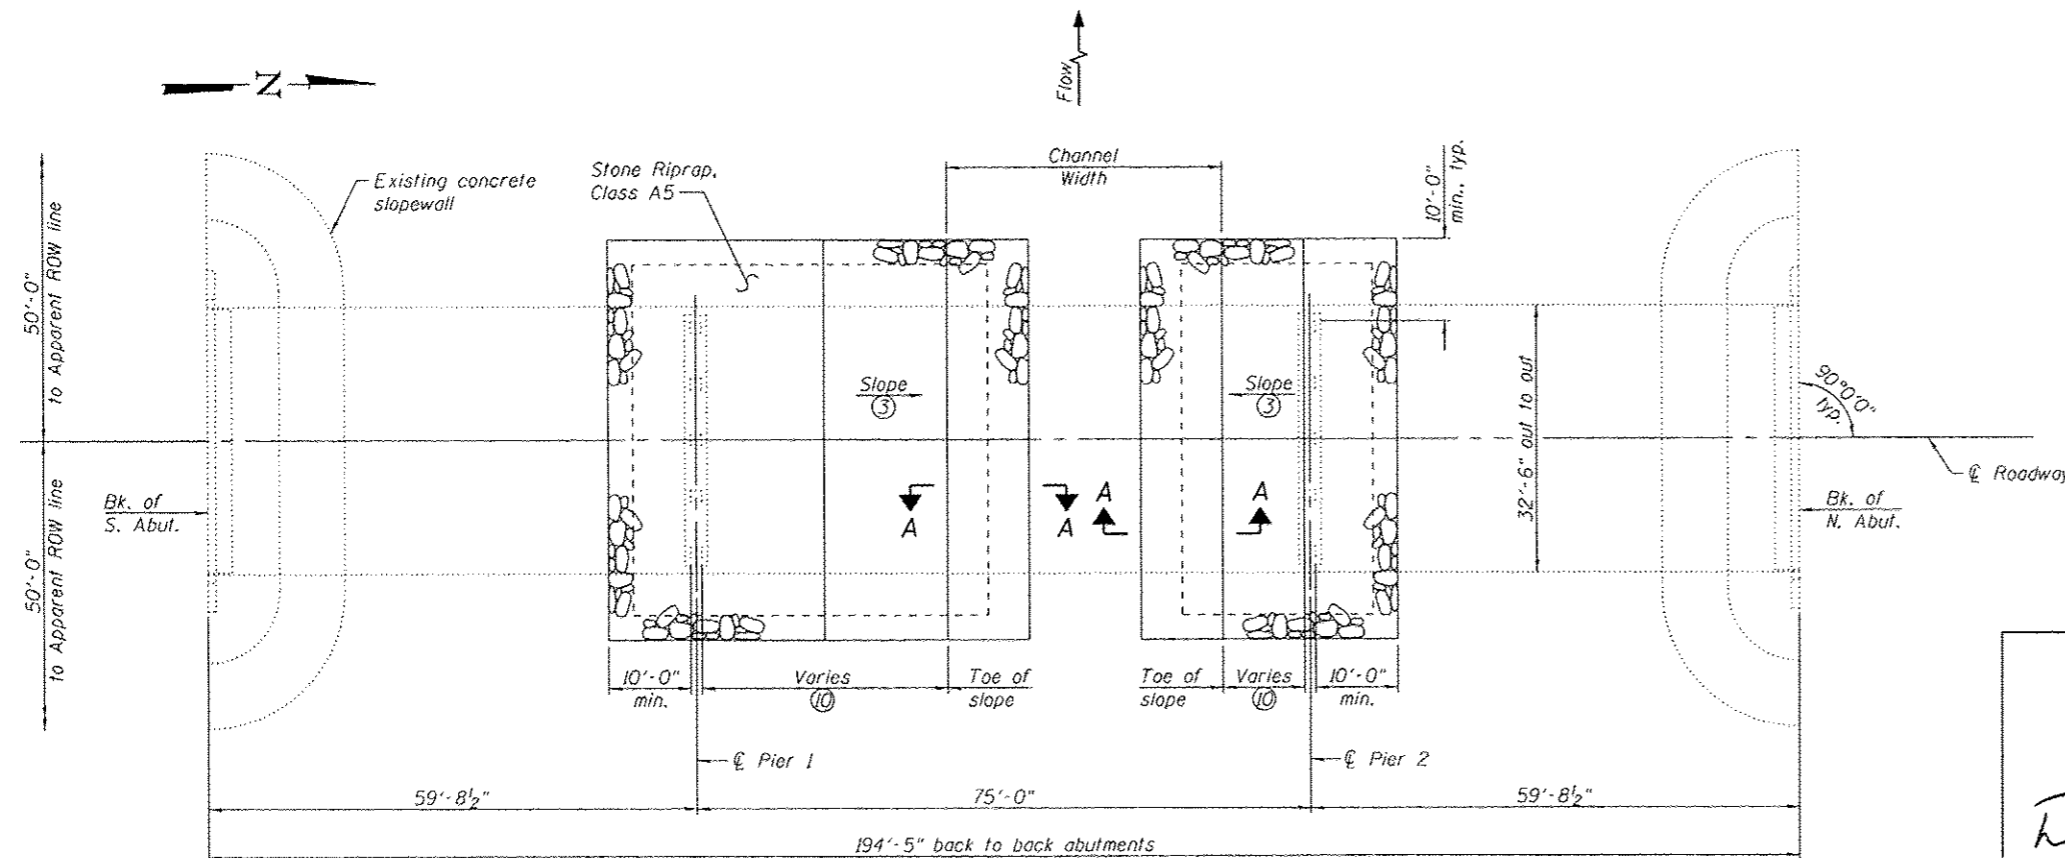 N
Flow
Existing concrete
slopewall
Stone Riprap,
Class A5
Channel
Width
10'-0"
min., typ.
50'-0"
to Apparent ROW line
50'-0"
to Apparent ROW line
Slope
3
Slope
3
32'-6" out to out
90°0'0"
typ.
℄ Roadway
Bk. of
S. Abut.
A
A
A
A
Bk. of
N. Abut.
10'-0"
min.
Varies
10
Toe of
slope
Toe of
slope
Varies
10
10'-0"
min.
℄ Pier 1
℄ Pier 2
59'-8½"
75'-0"
59'-8½"
194'-5" back to back abutments